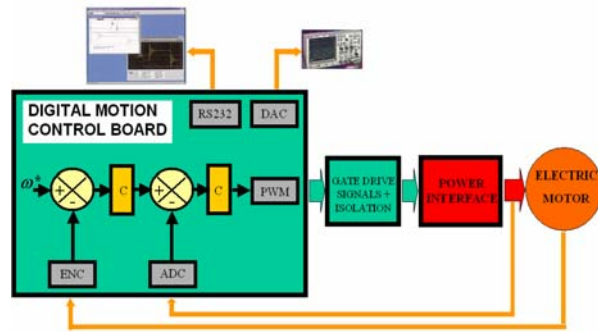 DIGITAL MOTION
CONTROL BOARD
RS232
DAC
ω*
+
-
C
+
-
C
PWM
ENC
ADC
GATE DRIVE
SIGNALS +
ISOLATION
POWER
INTERFACE
ELECTRIC
MOTOR